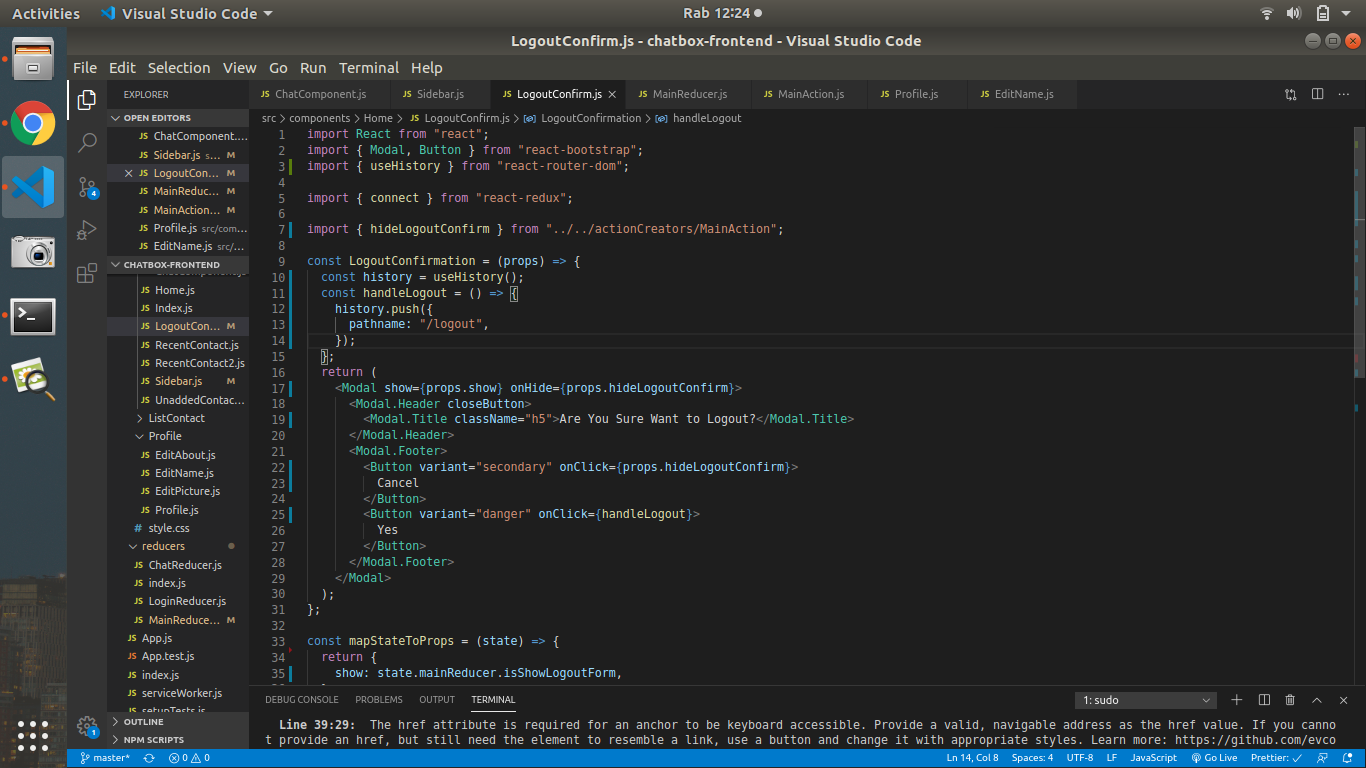 Activities
Visual Studio Code
Rab 12:24
LogoutConfirm.js - chatbox-frontend - Visual Studio Code
File Edit Selection View Go Run Terminal Help
EXPLORER
OPEN EDITORS
JS ChatComponent....
JS Sidebar.js s... M
JS LogoutCon... M
JS MainReduc... M
JS MainAction... M
JS Profile.js src/com...
JS EditName.js src/...
CHATBOX-FRONTEND
JS Home.js
JS Index.js
JS LogoutCon... M
JS RecentContact.js
JS RecentContact2.js
JS Sidebar.js M
JS UnaddedContac...
ListContact
Profile
JS EditAbout.js
JS EditName.js
JS EditPicture.js
JS Profile.js
# style.css
reducers
JS ChatReducer.js
JS index.js
JS LoginReducer.js
JS MainReduce... M
JS App.js
JS App.test.js
JS index.js
JS serviceWorker.js
JS setupTests.js
OUTLINE
NPM SCRIPTS
4
1
JS ChatComponent.js JS Sidebar.js JS LogoutConfirm.js JS MainReducer.js JS MainAction.js JS Profile.js JS EditName.js
src > components > Home > JS LogoutConfirm.js > LogoutConfirmation > handleLogout
1 import React from "react";
2 import { Modal, Button } from "react-bootstrap";
3 import { useHistory } from "react-router-dom";
4
5 import { connect } from "react-redux";
6
7 import { hideLogoutConfirm } from "../../actionCreators/MainAction";
8
9 const LogoutConfirmation = (props) => {
10 const history = useHistory();
11 const handleLogout = () => {
12 history.push({
13 pathname: "/logout",
14 });
15 };
16 return (
17 <Modal show={props.show} onHide={props.hideLogoutConfirm}>
18 <Modal.Header closeButton>
19 <Modal.Title className="h5">Are You Sure Want to Logout?</Modal.Title>
20 </Modal.Header>
21 <Modal.Footer>
22 <Button variant="secondary" onClick={props.hideLogoutConfirm}>
23 Cancel
24 </Button>
25 <Button variant="danger" onClick={handleLogout}>
26 Yes
27 </Button>
28 </Modal.Footer>
29 </Modal>
30 );
31 };
32
33 const mapStateToProps = (state) => {
34 return {
35 show: state.mainReducer.isShowLogoutForm,
DEBUG CONSOLE PROBLEMS OUTPUT TERMINAL
1: sudo
Line 39:29: The href attribute is required for an anchor to be keyboard accessible. Provide a valid, navigable address as the href value. If you canno
t provide an href, but still need the element to resemble a link, use a button and change it with appropriate styles. Learn more: https://github.com/evco
master* 0 0 Ln 14, Col 8 Spaces: 4 UTF-8 LF JavaScript Go Live Prettier: ✓